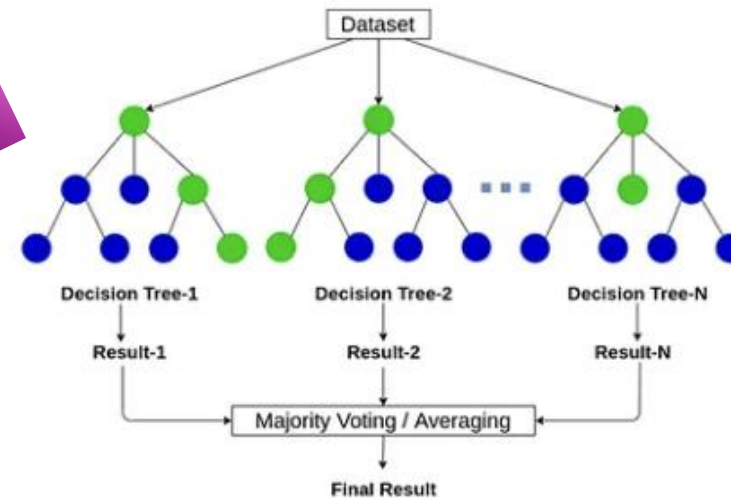 Dataset
Decision Tree-1 Decision Tree-2 Decision Tree-N
Result-1 Result-2 Result-N
Majority Voting / Averaging
Final Result